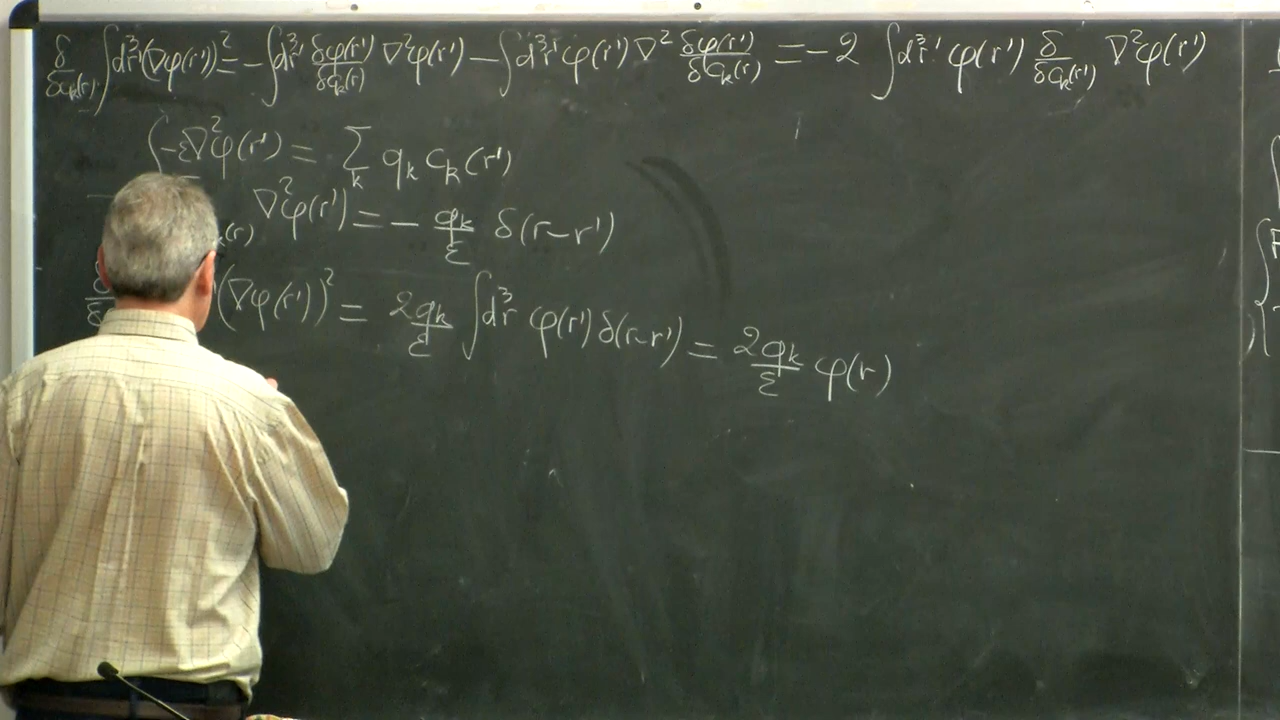 δ/δc_k(r) ∫d³r'(∇φ(r'))² = -∫d³r' δφ(r')/δc_k(r) ∇²φ(r') - ∫d³r' φ(r') ∇² δφ(r')/δc_k(r) = -2 ∫d³r' φ(r') δ/δc_k(r) ∇²φ(r')
-ε∇²φ(r') = Σ_k q_k c_k(r')
k(r) ∇²φ(r') = - q_k/ε δ(r-r')
(∇φ(r'))² = 2q_k/ε ∫d³r φ(r') δ(r-r') = 2q_k/ε φ(r)